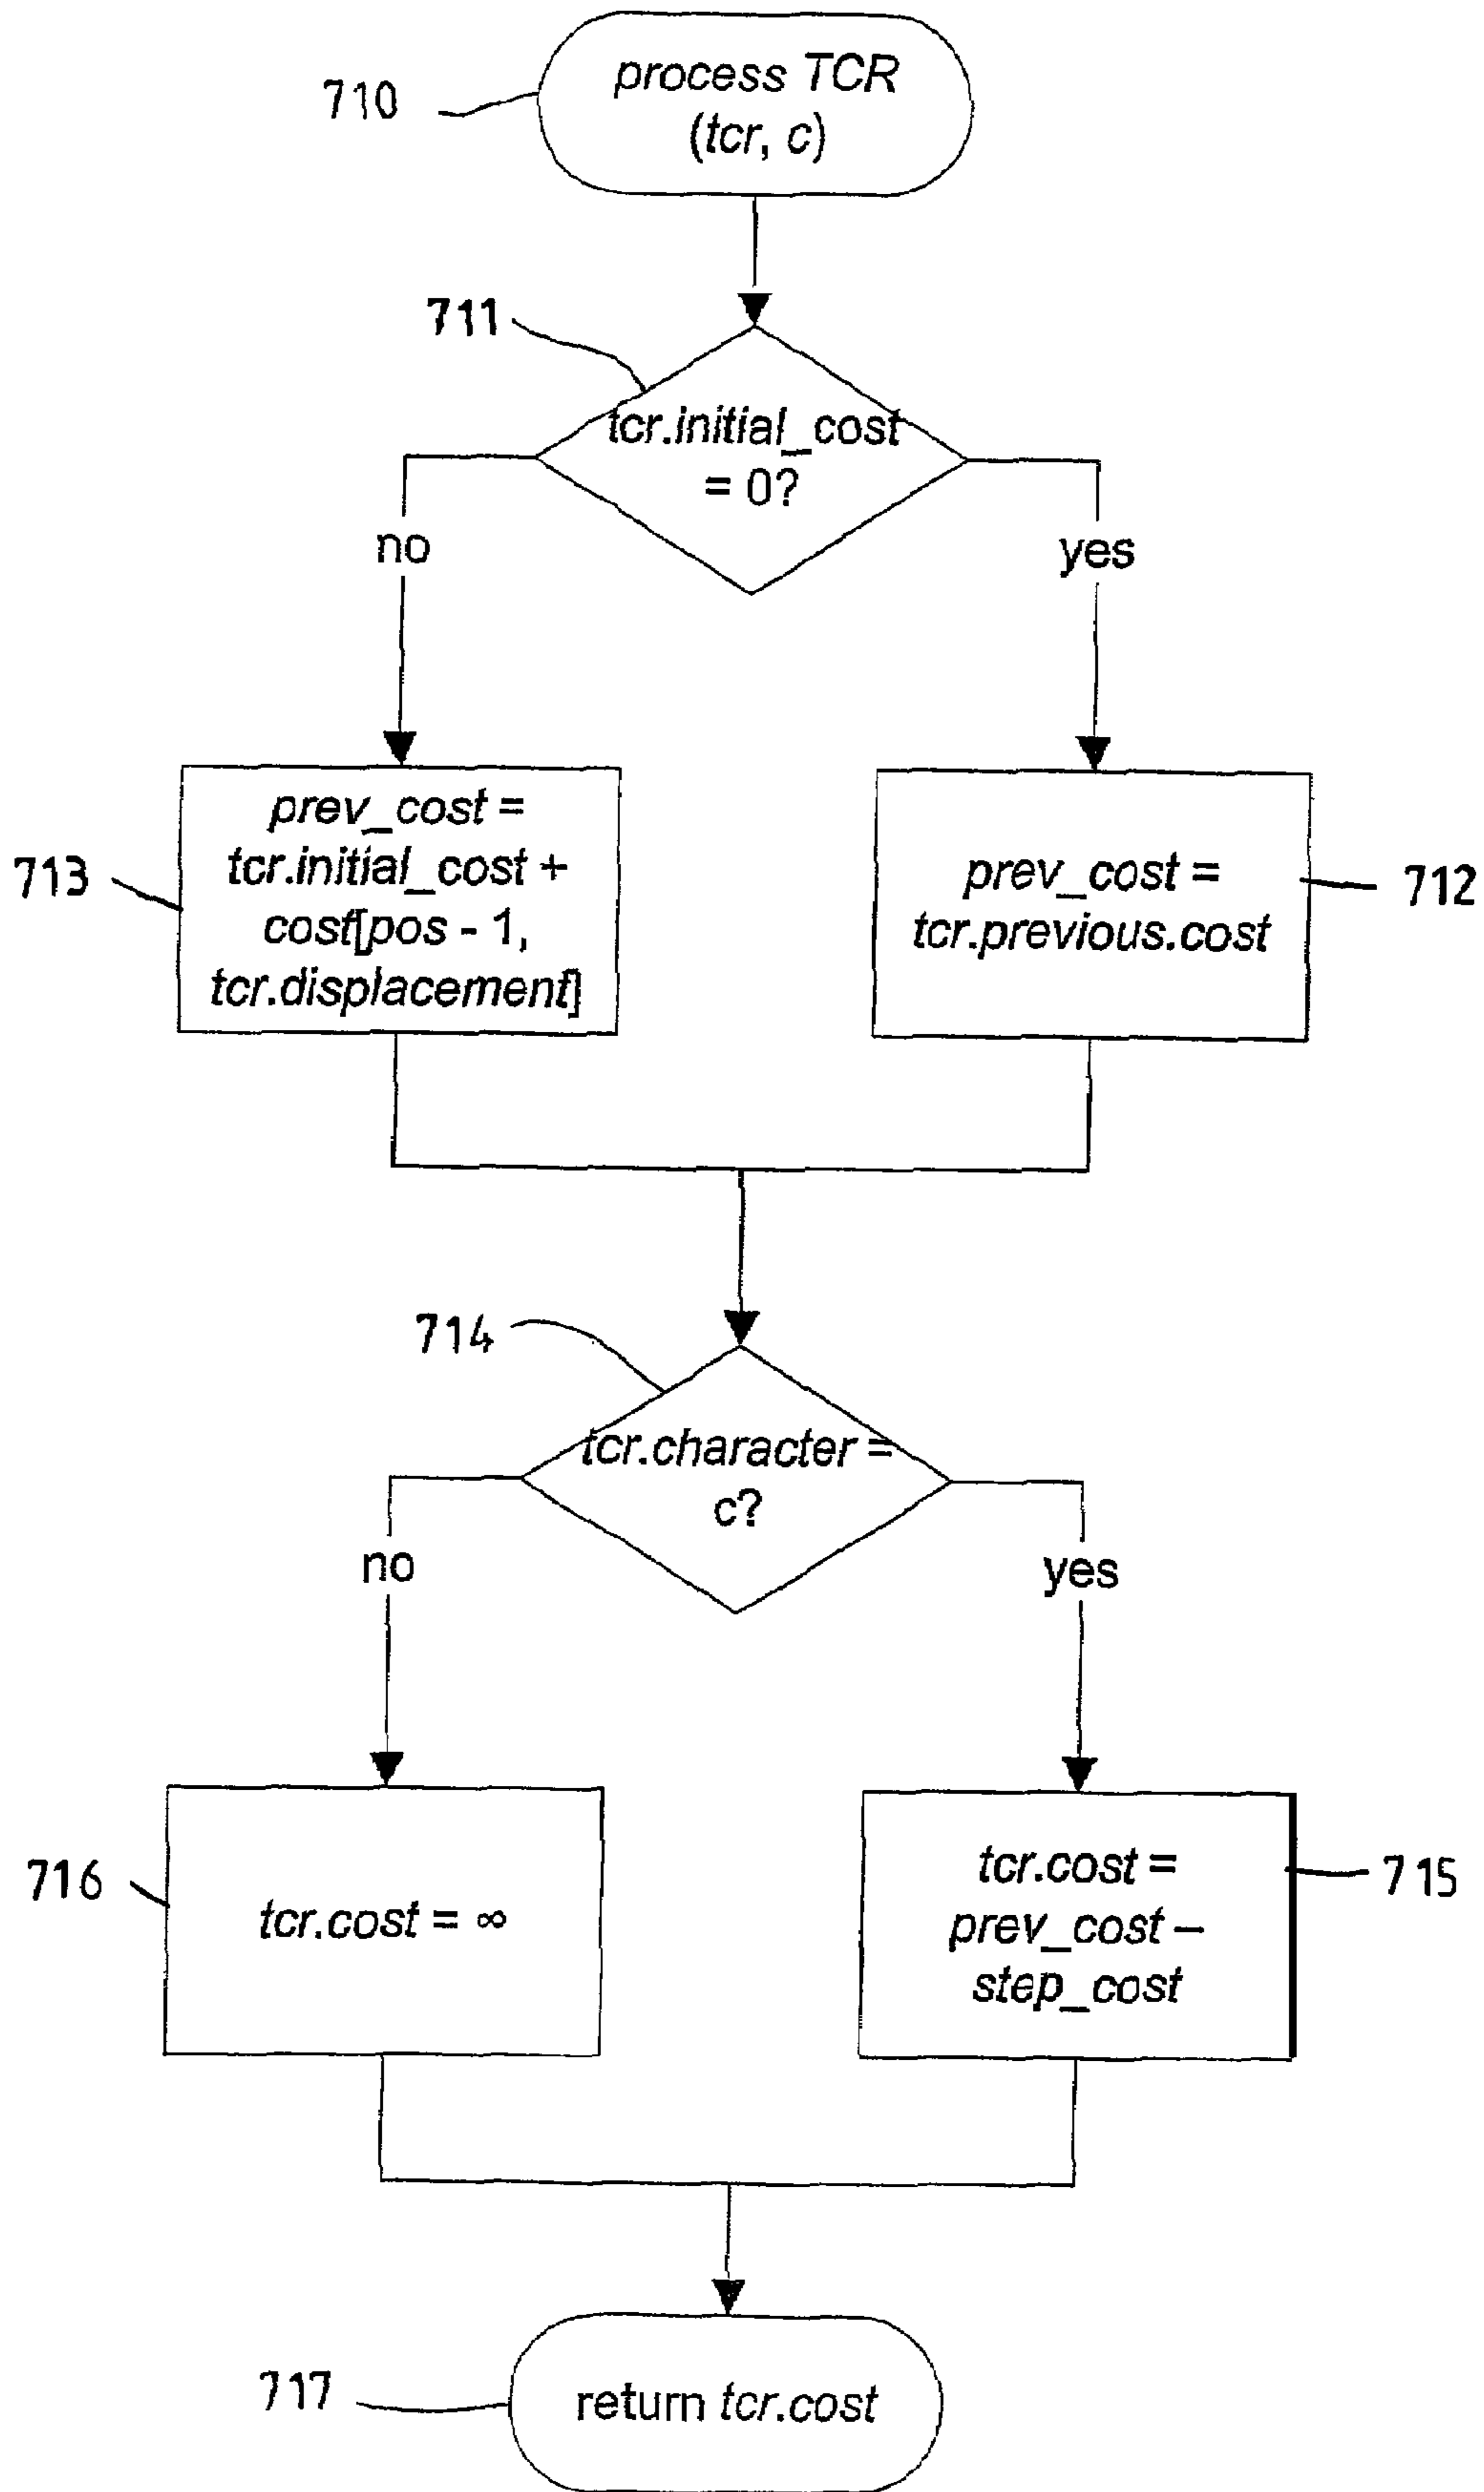 710
process TCR
(tcr, c)
711
tcr.initial_cost
= 0?
no
yes
713
prev_cost =
tcr.initial_cost +
cost[pos - 1,
tcr.displacement]
prev_cost =
tcr.previous.cost
712
714
tcr.character =
c?
no
yes
716
tcr.cost = ∞
tcr.cost =
prev_cost –
step_cost
715
717
return tcr.cost